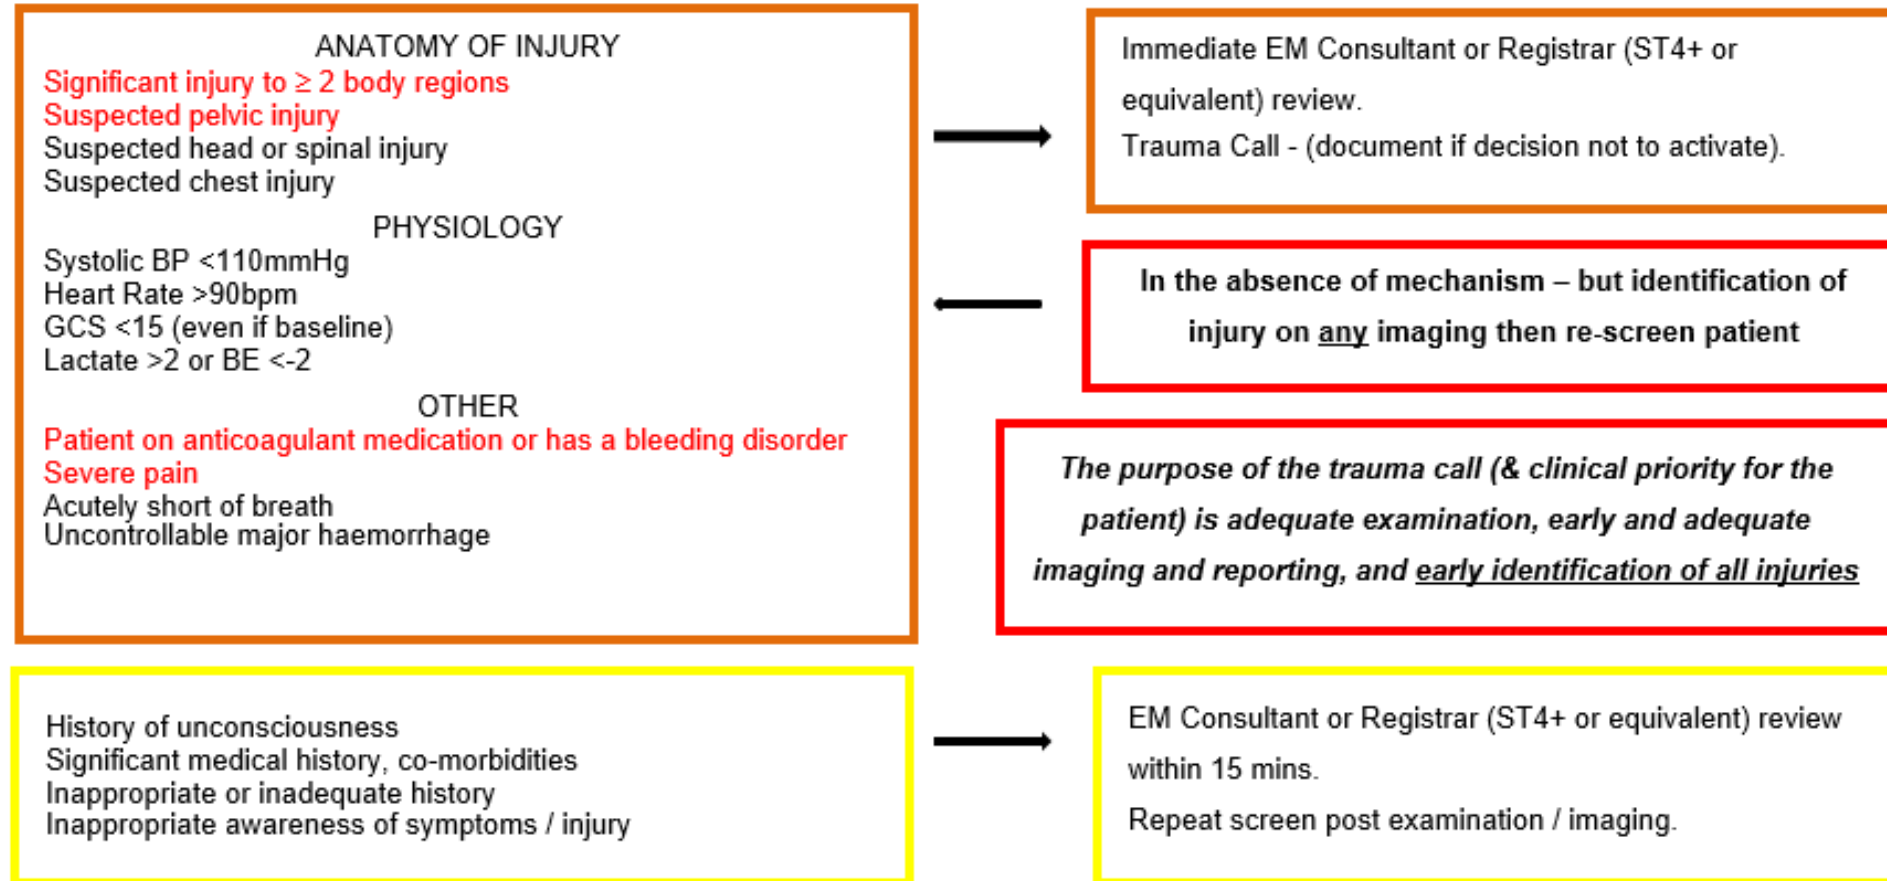 ANATOMY OF INJURY
Significant injury to ≥ 2 body regions
Suspected pelvic injury
Suspected head or spinal injury
Suspected chest injury
PHYSIOLOGY
Systolic BP <110mmHg
Heart Rate >90bpm
GCS <15 (even if baseline)
Lactate >2 or BE <-2
OTHER
Patient on anticoagulant medication or has a bleeding disorder
Severe pain
Acutely short of breath
Uncontrollable major haemorrhage
Immediate EM Consultant or Registrar (ST4+ or
equivalent) review.
Trauma Call - (document if decision not to activate).
In the absence of mechanism – but identification of
injury on any imaging then re-screen patient
The purpose of the trauma call (& clinical priority for the
patient) is adequate examination, early and adequate
imaging and reporting, and early identification of all injuries
History of unconsciousness
Significant medical history, co-morbidities
Inappropriate or inadequate history
Inappropriate awareness of symptoms / injury
EM Consultant or Registrar (ST4+ or equivalent) review
within 15 mins.
Repeat screen post examination / imaging.